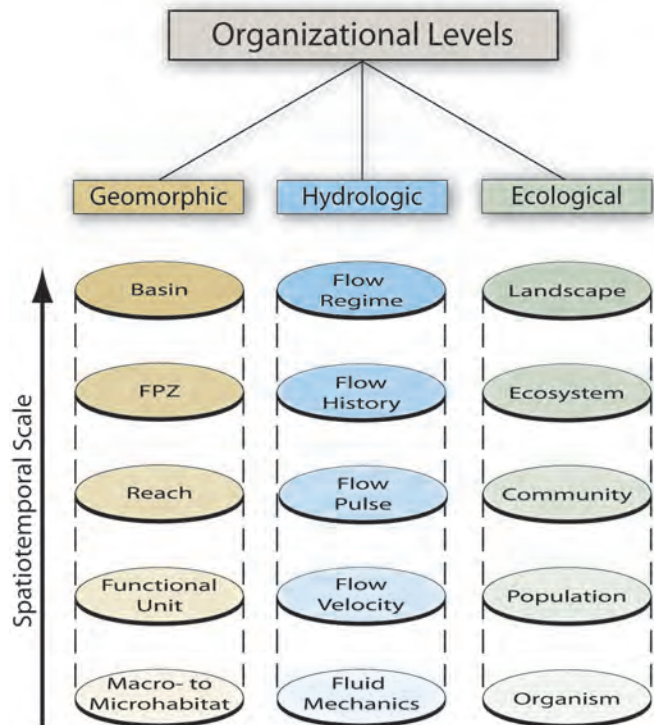 Organizational Levels
Geomorphic
Hydrologic
Ecological
Spatiotemporal Scale
Basin
Flow
Regime
Landscape
FPZ
Flow
History
Ecosystem
Reach
Flow
Pulse
Community
Functional
Unit
Flow
Velocity
Population
Macro- to
Microhabitat
Fluid
Mechanics
Organism